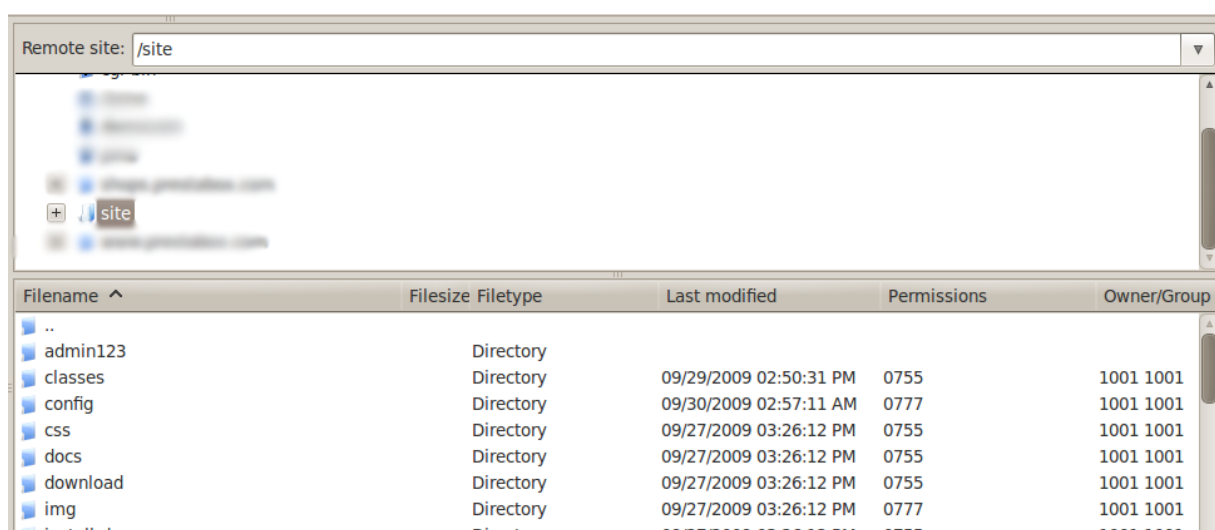 Remote site: /site
site
Filename Filesize Filetype Last modified Permissions Owner/Group
..
admin123 Directory
classes Directory 09/29/2009 02:50:31 PM 0755 1001 1001
config Directory 09/30/2009 02:57:11 AM 0777 1001 1001
css Directory 09/27/2009 03:26:12 PM 0755 1001 1001
docs Directory 09/27/2009 03:26:12 PM 0755 1001 1001
download Directory 09/27/2009 03:26:12 PM 0755 1001 1001
img Directory 09/27/2009 03:26:12 PM 0777 1001 1001